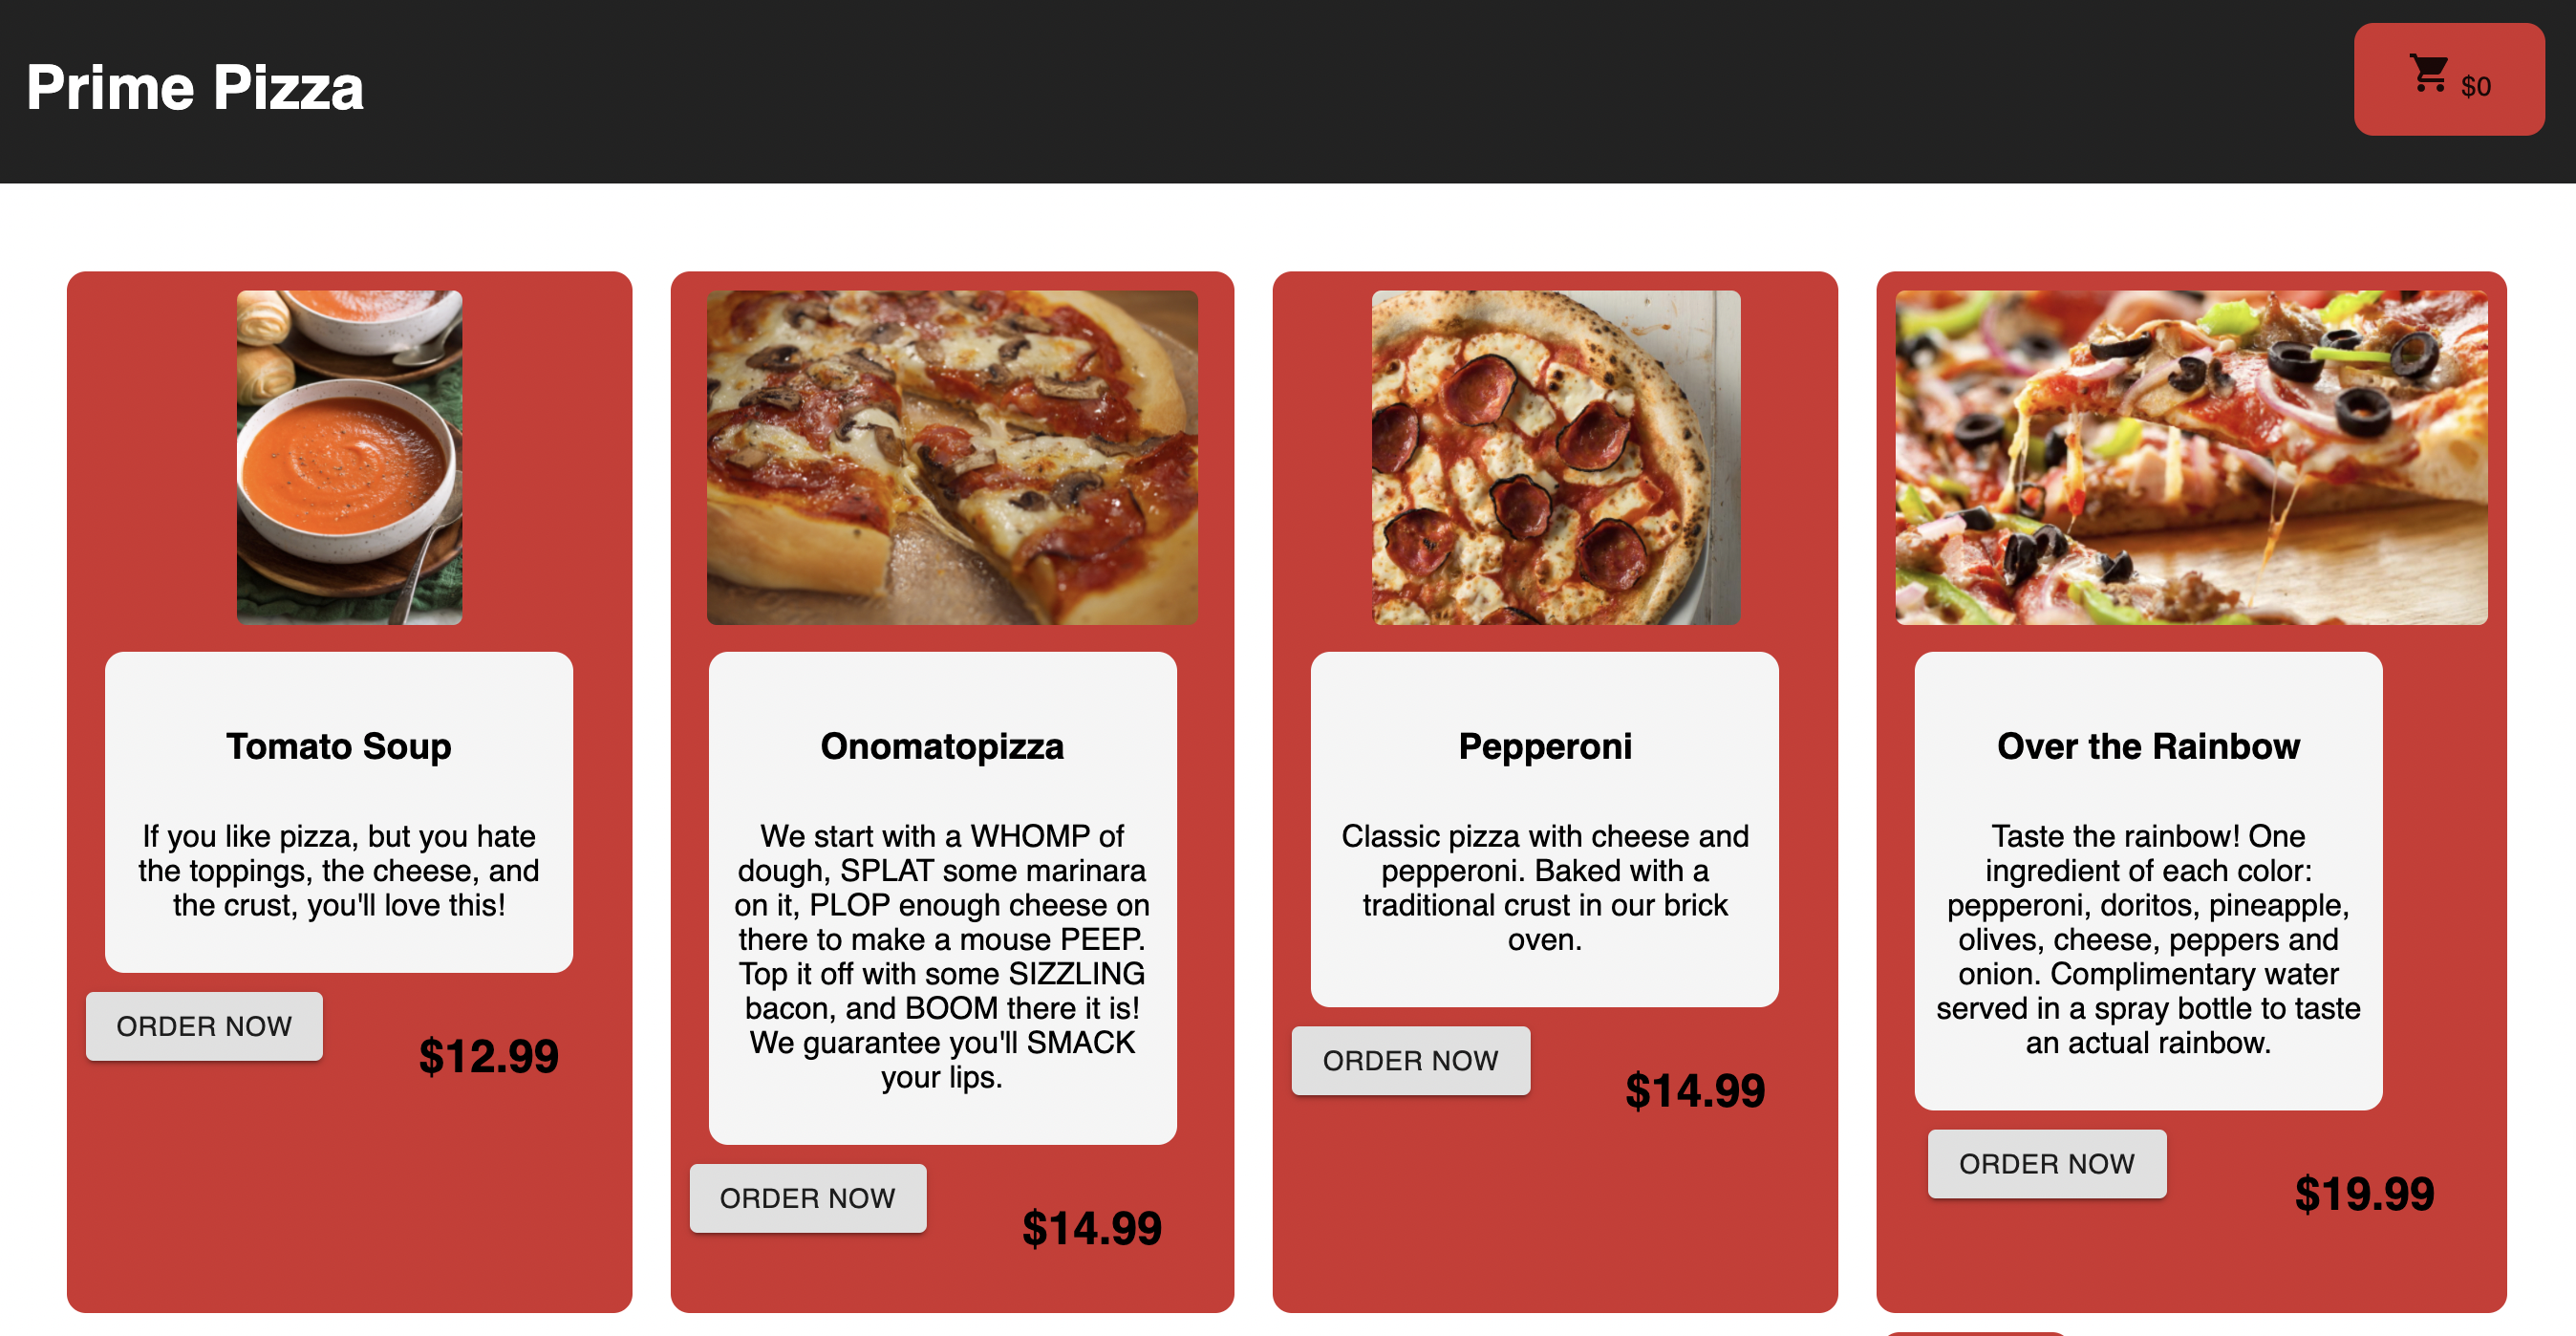 Prime Pizza
$0
Tomato Soup
If you like pizza, but you hate
the toppings, the cheese, and
the crust, you'll love this!
ORDER NOW
$12.99
Onomatopizza
We start with a WHOMP of
dough, SPLAT some marinara
on it, PLOP enough cheese on
there to make a mouse PEEP.
Top it off with some SIZZLING
bacon, and BOOM there it is!
We guarantee you'll SMACK
your lips.
ORDER NOW
$14.99
Pepperoni
Classic pizza with cheese and
pepperoni. Baked with a
traditional crust in our brick
oven.
ORDER NOW
$14.99
Over the Rainbow
Taste the rainbow! One
ingredient of each color:
pepperoni, doritos, pineapple,
olives, cheese, peppers and
onion. Complimentary water
served in a spray bottle to taste
an actual rainbow.
ORDER NOW
$19.99